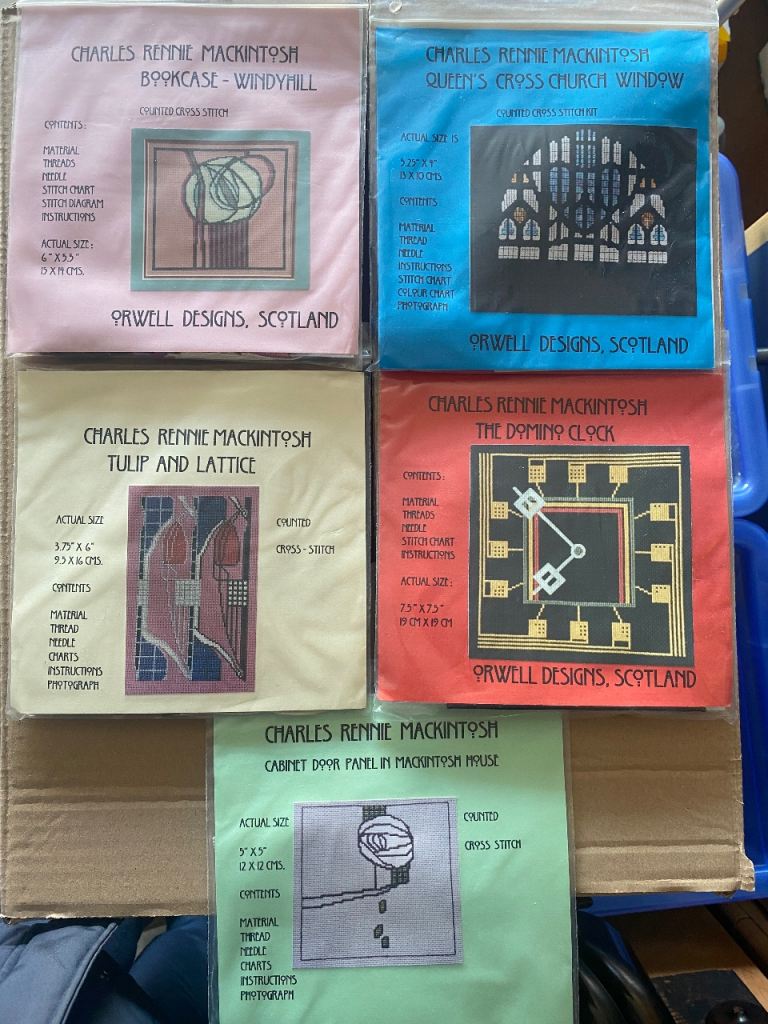 CHARLES RENNIE MACKINTOSH
BOOKCASE - WINDYHILL
COUNTED CROSS STITCH
CONTENTS:
MATERIAL
THREADS
NEEDLE
STITCH CHART
STITCH DIAGRAM
INSTRUCTIONS
ACTUAL SIZE:
6" X 5.5"
15 X 14 CMS.
ORWELL DESIGNS, SCOTLAND
CHARLES RENNIE MACKINTOSH
QUEEN'S CROSS CHURCH WINDOW
COUNTED CROSS STITCH KIT
ACTUAL SIZE IS
5.25" X 4"
13 X 10 CMS.
CONTENTS
MATERIAL
THREAD
NEEDLE
INSTRUCTIONS
STITCH CHART
COLOUR CHART
PHOTOGRAPH
ORWELL DESIGNS, SCOTLAND
CHARLES RENNIE MACKINTOSH
TULIP AND LATTICE
ACTUAL SIZE
3.75" X 6"
9.5 X 16 CMS.
CONTENTS
MATERIAL
THREAD
NEEDLE
CHARTS
INSTRUCTIONS
PHOTOGRAPH
COUNTED
CROSS - STITCH
CHARLES RENNIE MACKINTOSH
THE DOMINO CLOCK
CONTENTS:
MATERIAL
THREADS
NEEDLE
STITCH CHART
INSTRUCTIONS
ACTUAL SIZE:
7.5" X 7.5"
19 CM X 19 CM
ORWELL DESIGNS, SCOTLAND
CHARLES RENNIE MACKINTOSH
CABINET DOOR PANEL IN MACKINTOSH HOUSE
ACTUAL SIZE
5" X 5"
12 X 12 CMS.
CONTENTS
MATERIAL
THREAD
NEEDLE
CHARTS
INSTRUCTIONS
PHOTOGRAPH
COUNTED
CROSS STITCH